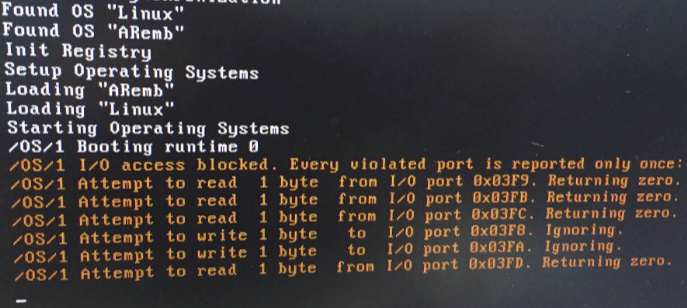 Found OS "Linux"
Found OS "ARemb"
Init Registry
Setup Operating Systems
Loading "ARemb"
Loading "Linux"
Starting Operating Systems
/OS/1 Booting runtime 0
/OS/1 I/O access blocked. Every violated port is reported only once:
/OS/1 Attempt to read 1 byte from I/O port 0x03F9. Returning zero.
/OS/1 Attempt to read 1 byte from I/O port 0x03FB. Returning zero.
/OS/1 Attempt to read 1 byte from I/O port 0x03FC. Returning zero.
/OS/1 Attempt to write 1 byte to I/O port 0x03F8. Ignoring.
/OS/1 Attempt to write 1 byte to I/O port 0x03FA. Ignoring.
/OS/1 Attempt to read 1 byte from I/O port 0x03FD. Returning zero.